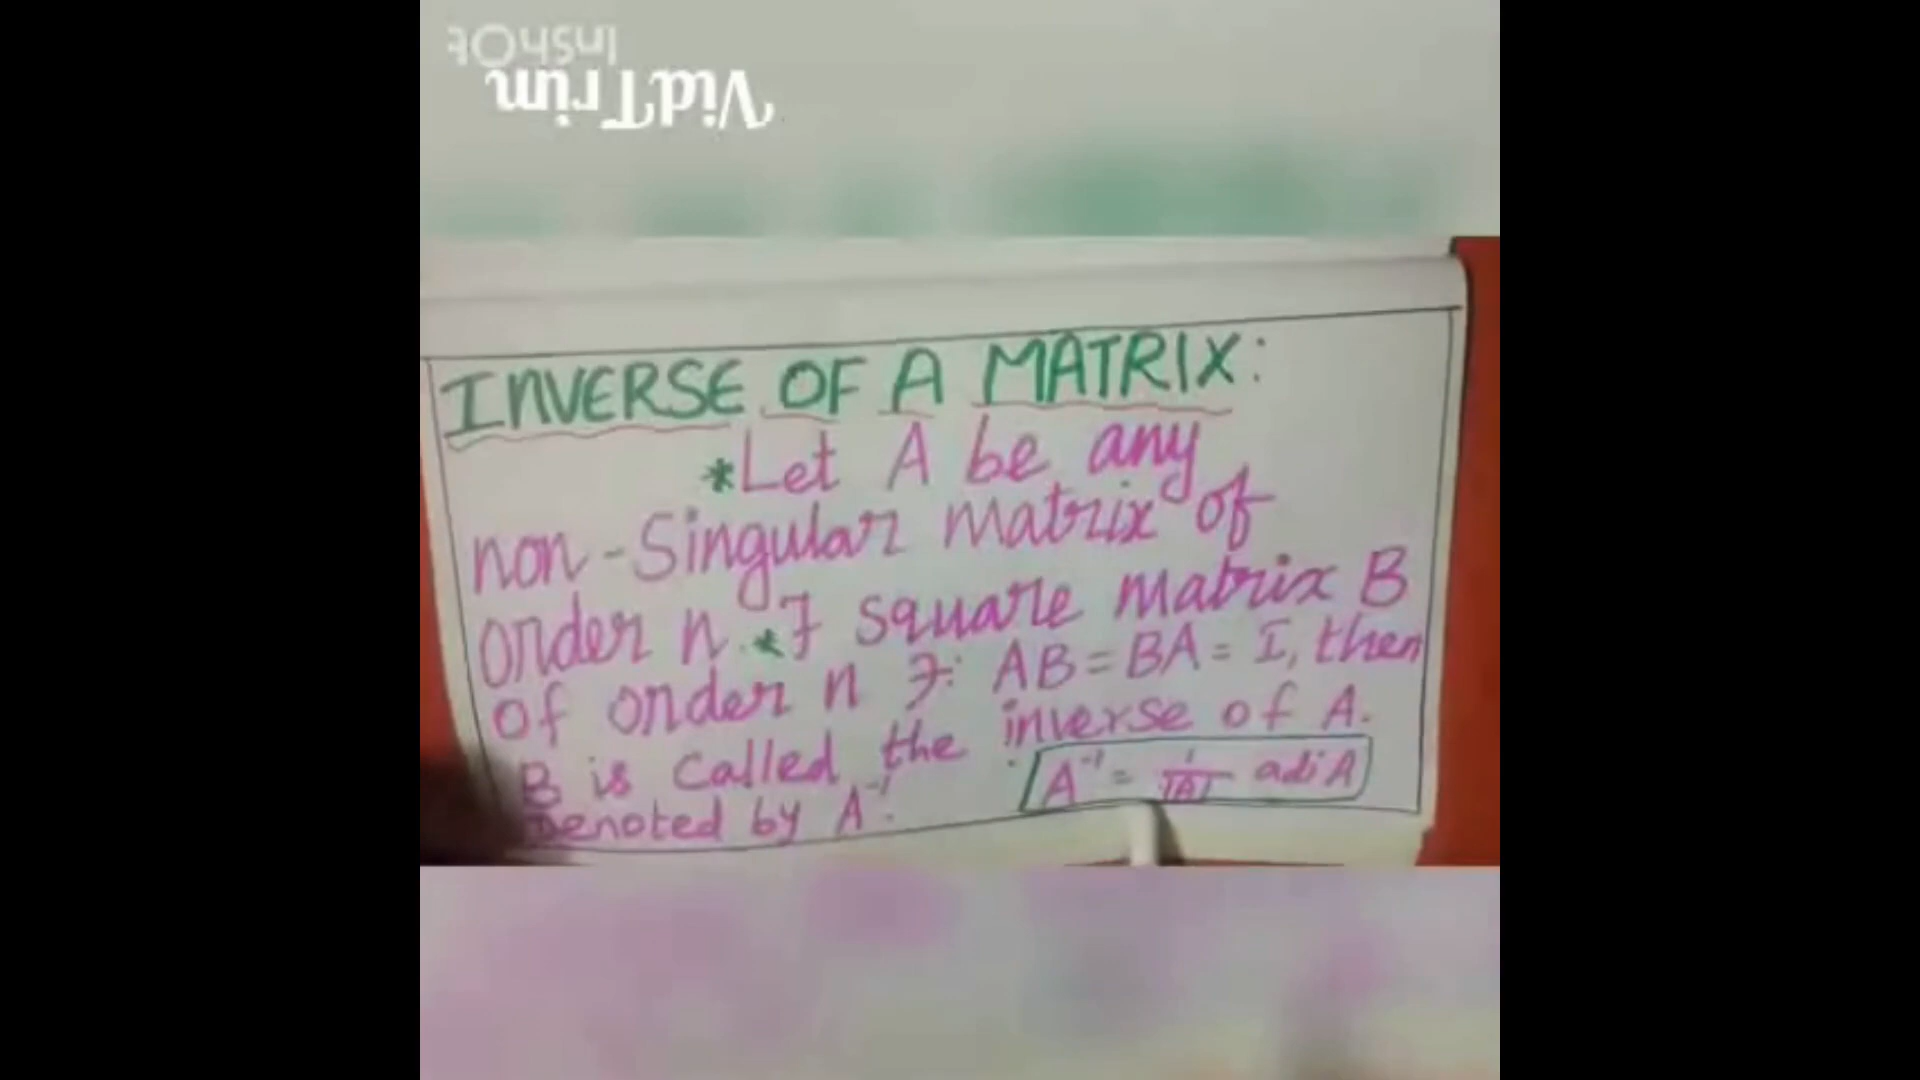 InshOt
VidTrim
INVERSE OF A MATRIX:
*Let A be any
non-Singular matrix of
order n. * ∃ square matrix B
of order n ∋: AB = BA = I, then
B is called the inverse of A.
Denoted by A⁻¹.
A⁻¹ = 1/|A| adj A